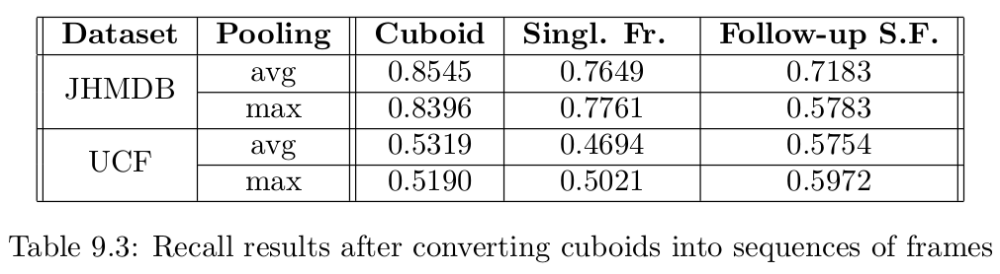 Dataset Pooling Cuboid Singl. Fr. Follow-up S.F.
JHMDB avg 0.8545 0.7649 0.7183
max 0.8396 0.7761 0.5783
UCF avg 0.5319 0.4694 0.5754
max 0.5190 0.5021 0.5972
Table 9.3: Recall results after converting cuboids into sequences of frames